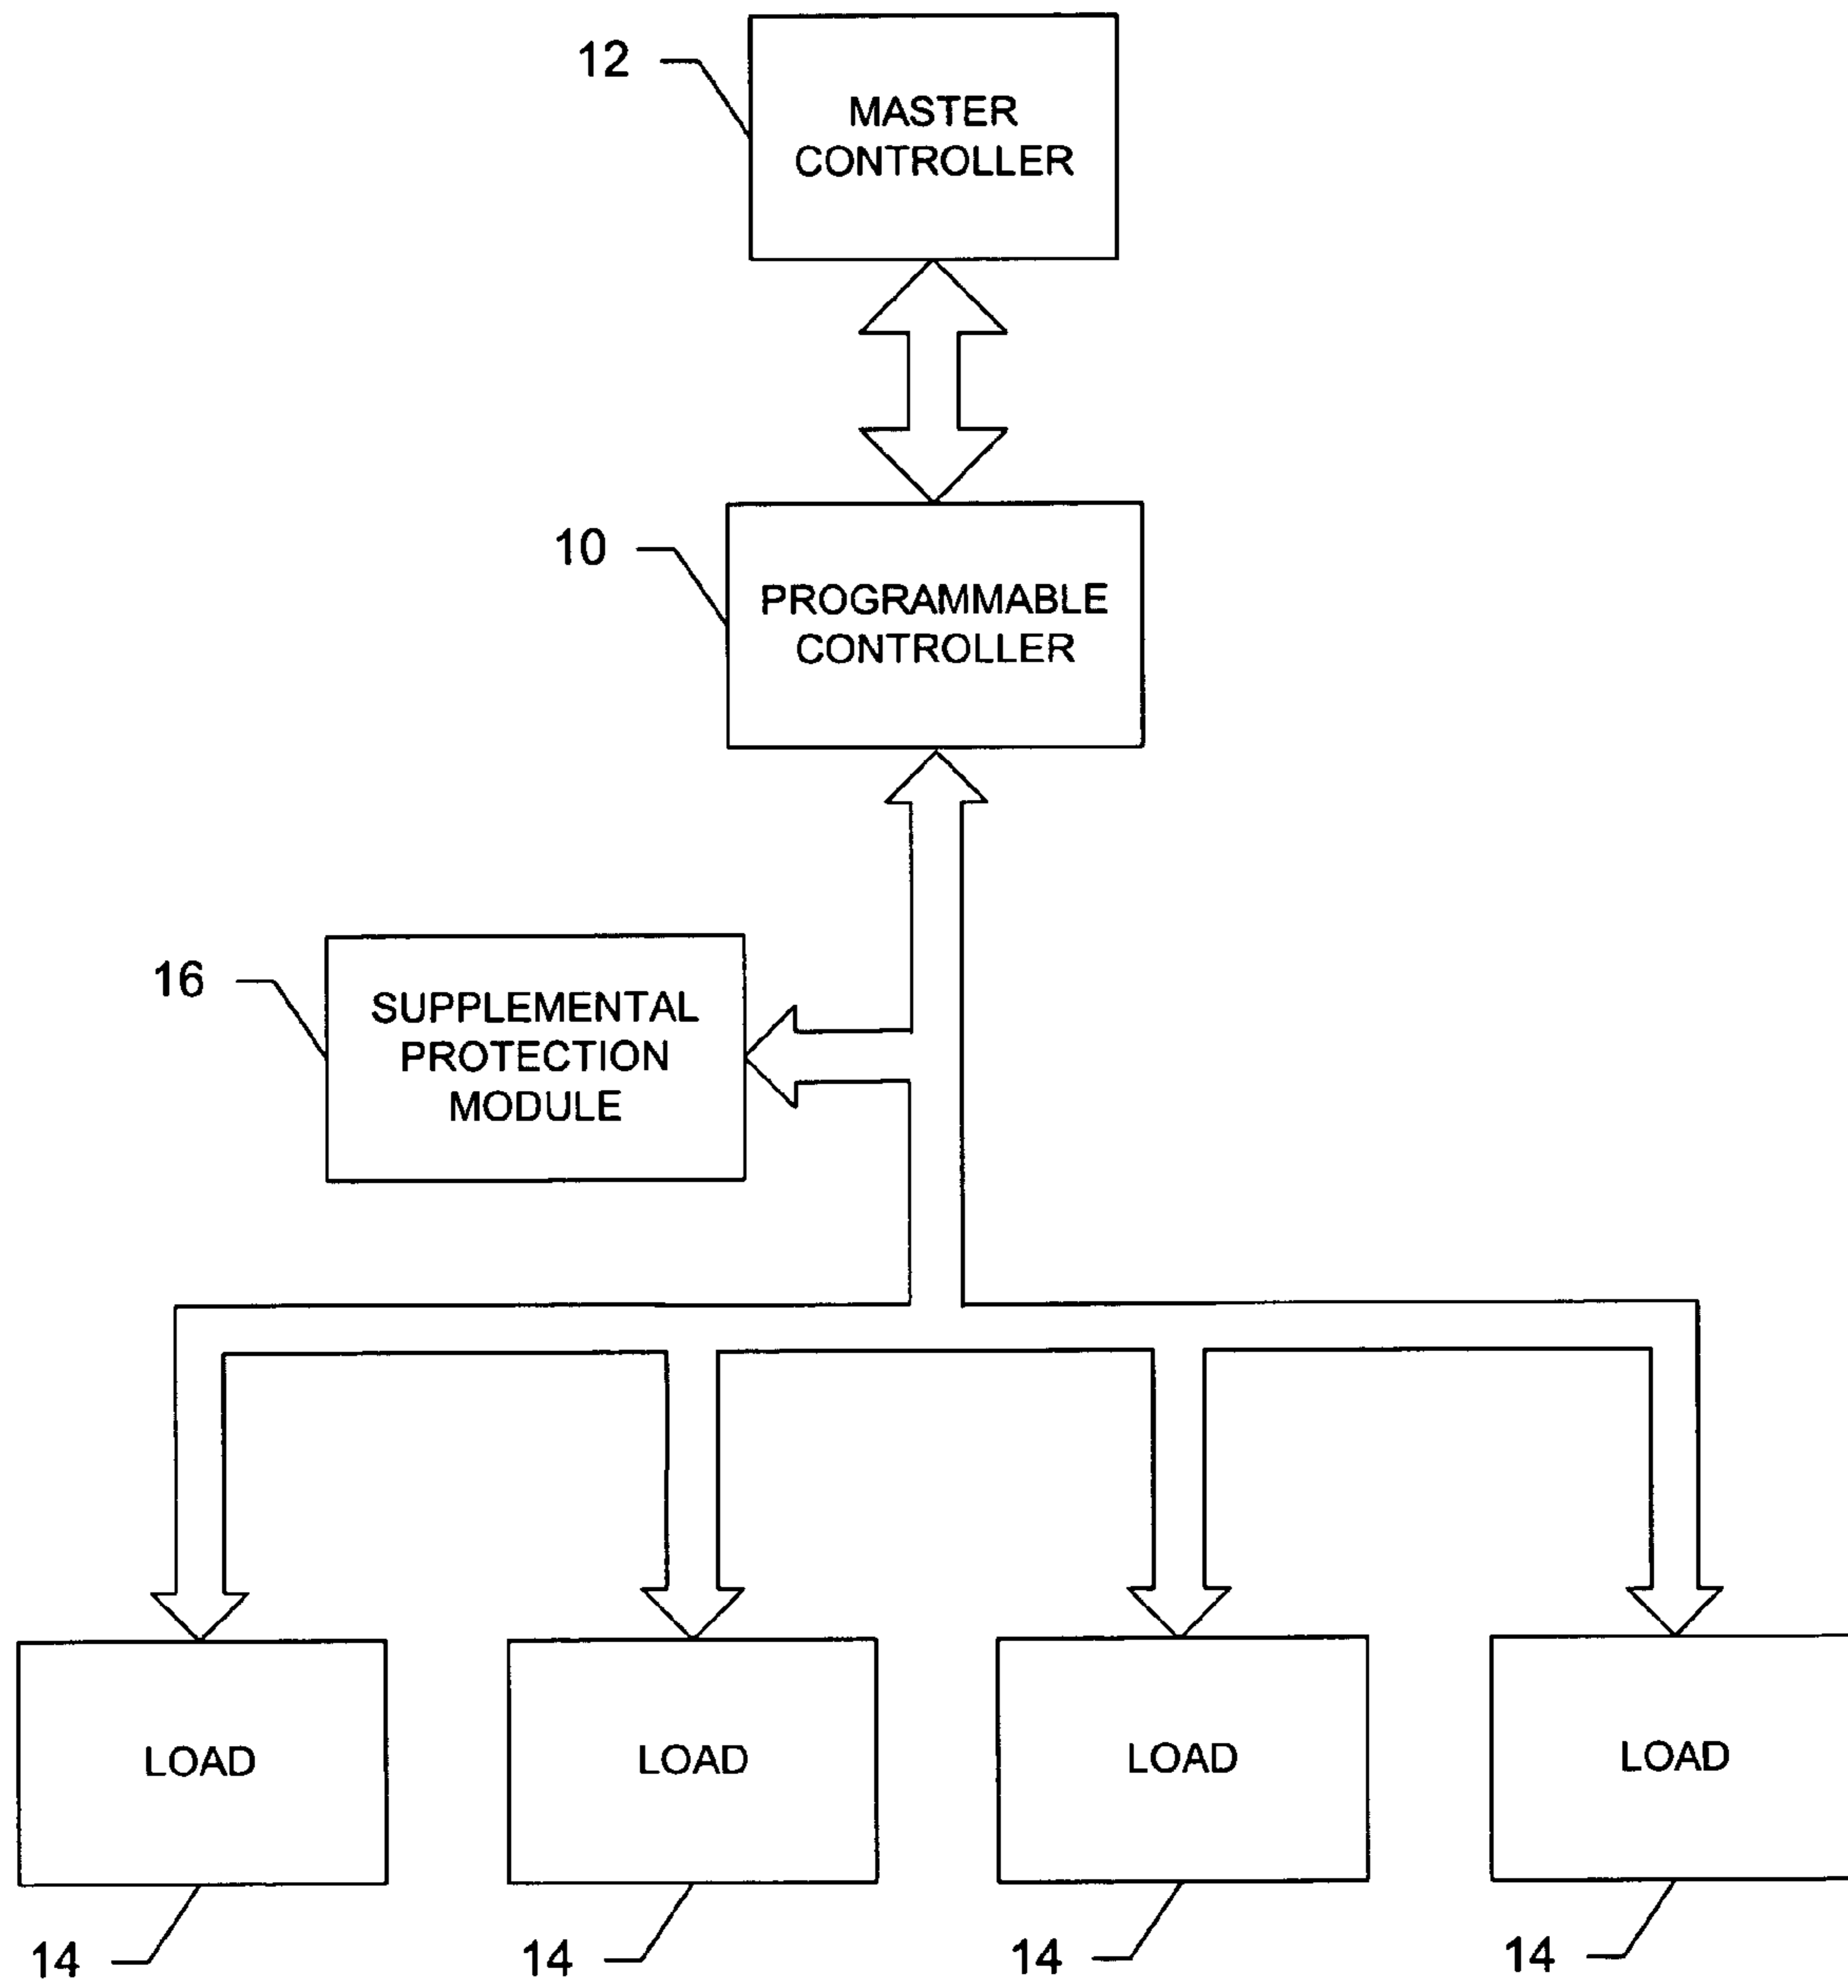 12
MASTER
CONTROLLER
10
PROGRAMMABLE
CONTROLLER
16
SUPPLEMENTAL
PROTECTION
MODULE
LOAD
LOAD
LOAD
LOAD
14
14
14
14